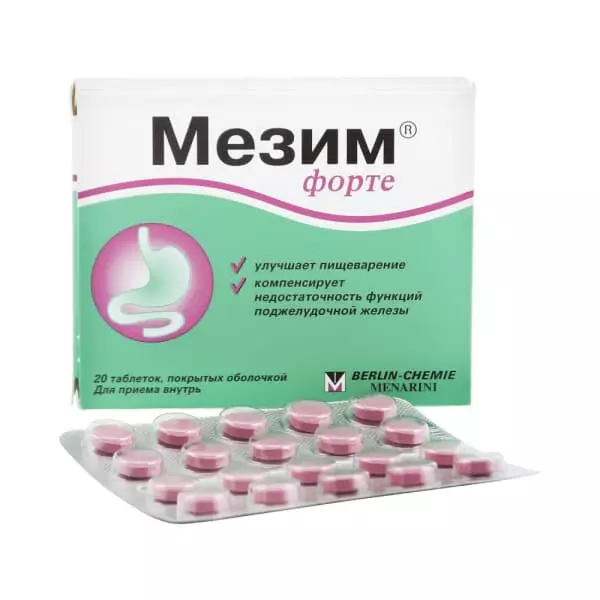 Мезим®
форте
улучшает пищеварение
компенсирует
недостаточность функций
поджелудочной железы
20 таблеток, покрытых оболочкой
Для приема внутрь
BERLIN-CHEMIE
MENARINI